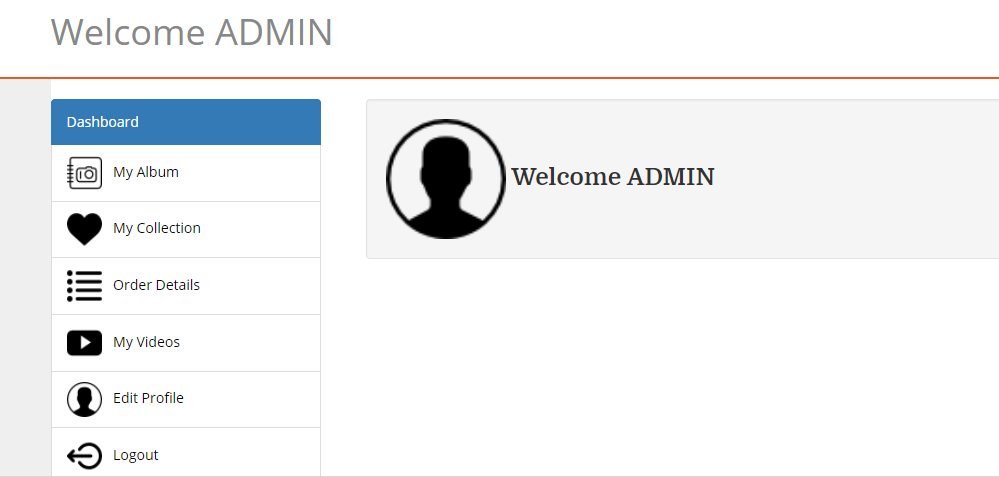 Welcome ADMIN
Dashboard
My Album
My Collection
Order Details
My Videos
Edit Profile
Logout
Welcome ADMIN